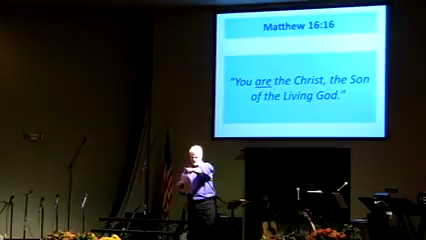 Matthew 16:16
“You are the Christ, the Son
of the Living God.”